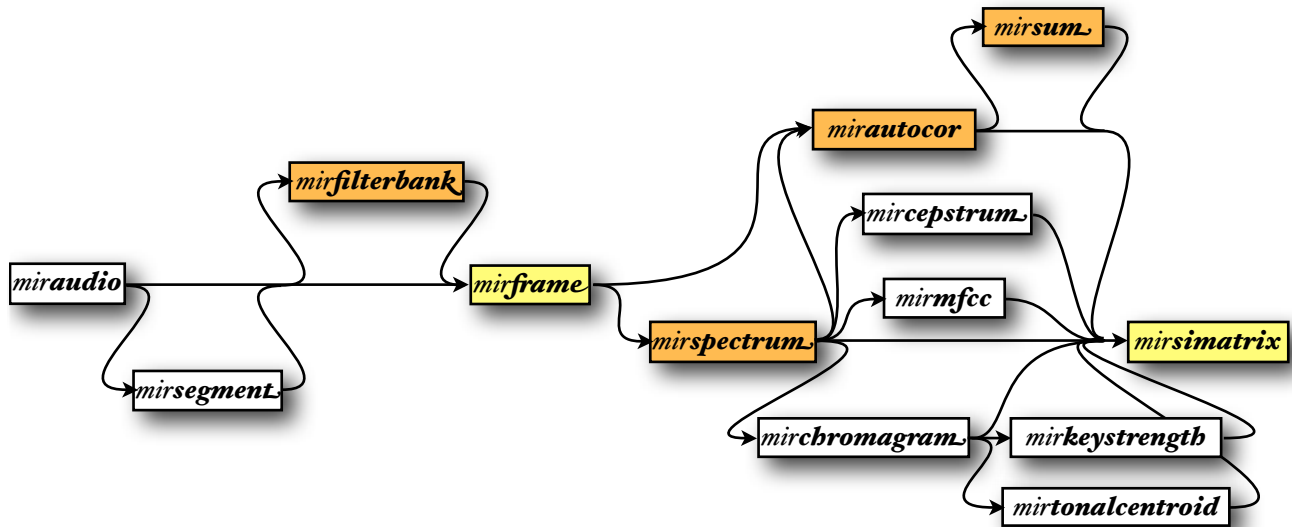 mirsum
mirautocor
mirfilterbank
mircepstrum
miraudio
mirframe
mirmfcc
mirspectrum
mirsimatrix
mirsegment
mirchromagram
mirkeystrength
mirtonalcentroid